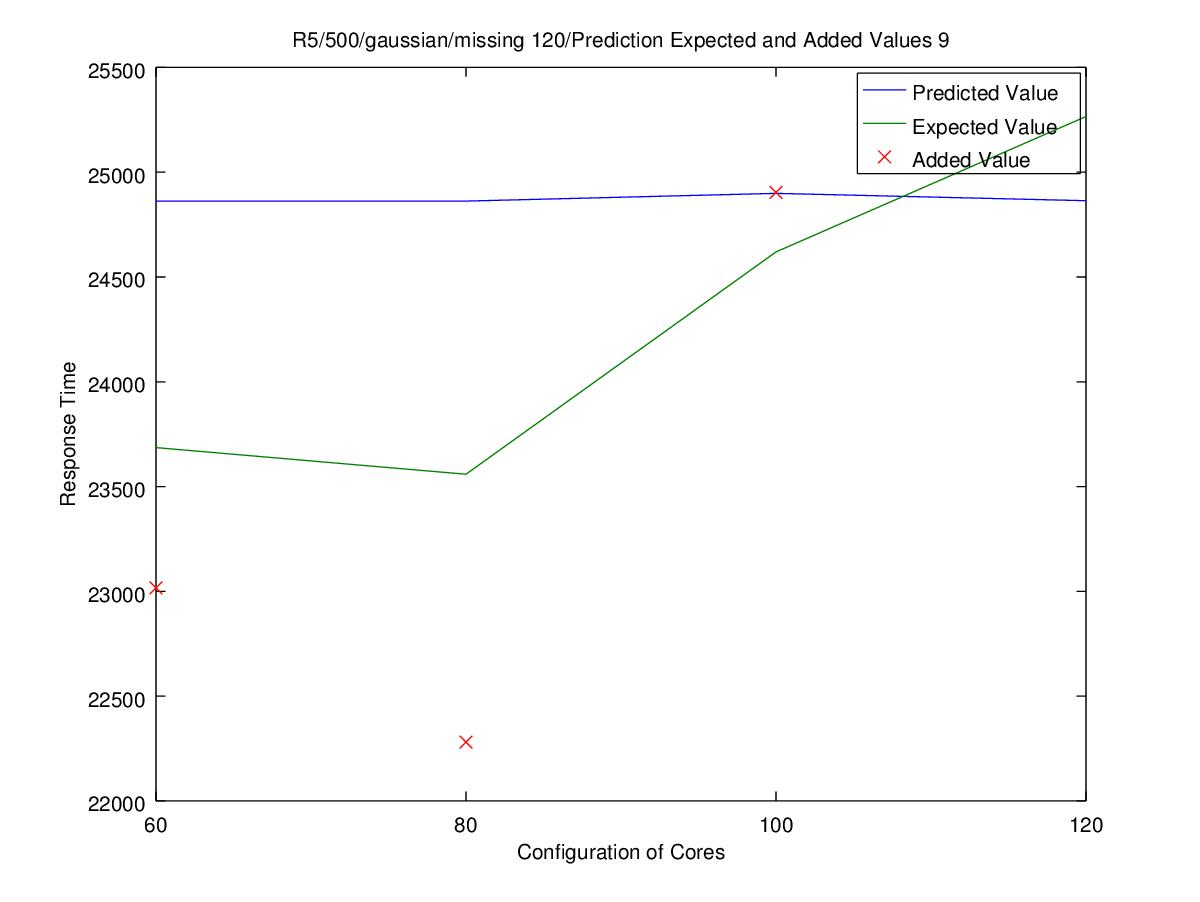 R5/500/gaussian/missing 120/Prediction Expected and Added Values 9
25500
25000
24500
24000
23500
23000
22500
22000
Response Time
Predicted Value
Expected Value
Added Value
60
80
100
120
Configuration of Cores